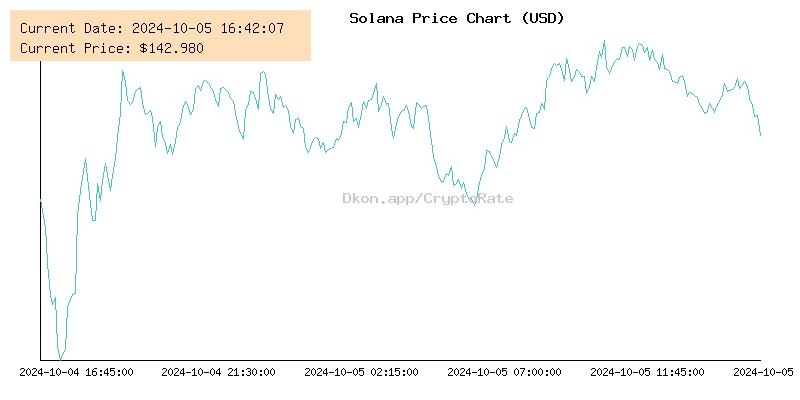 Solana Price Chart (USD)
Current Date: 2024-10-05 16:42:07
Current Price: $142.980
Dkon.app/CryptoRate
2024-10-04 16:45:00 2024-10-04 21:30:00 2024-10-05 02:15:00 2024-10-05 07:00:00 2024-10-05 11:45:00 2024-10-05